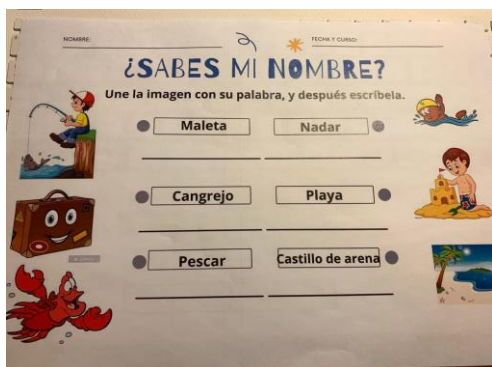 NOMBRE:
FECHA Y CURSO:
¿SABES MI NOMBRE?
Une la imagen con su palabra, y después escríbela.
Maleta
Nadar
Cangrejo
Playa
Pescar
Castillo de arena